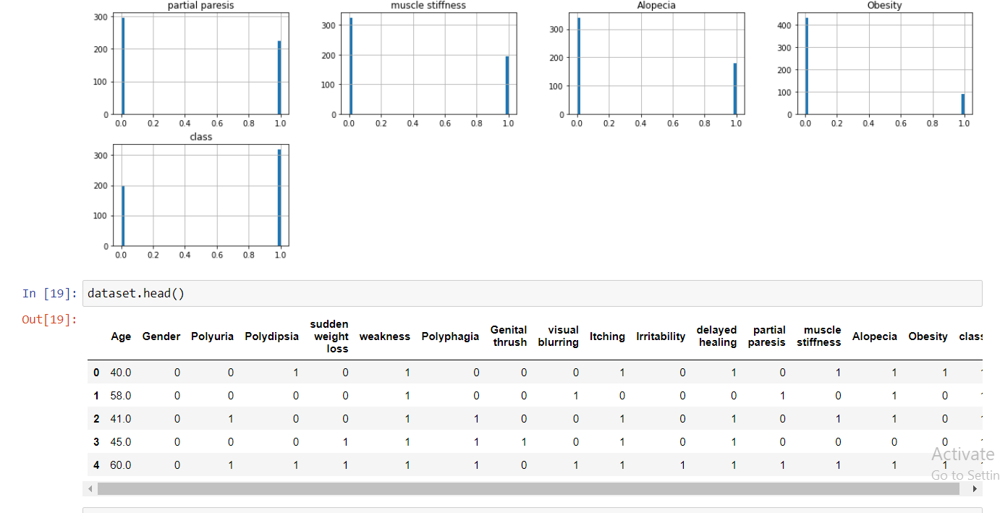 partial paresis muscle stiffness Alopecia Obesity
300 200 100 0
0.0 0.2 0.4 0.6 0.8 1.0
300 200 100 0
0.0 0.2 0.4 0.6 0.8 1.0
300 200 100 0
0.0 0.2 0.4 0.6 0.8 1.0
400 300 200 100 0
0.0 0.2 0.4 0.6 0.8 1.0
class
300 200 100 0
0.0 0.2 0.4 0.6 0.8 1.0
In [19]: dataset.head()
Out[19]:
Age Gender Polyuria Polydipsia sudden weight loss weakness Polyphagia Genital thrush visual blurring Itching Irritability delayed healing partial paresis muscle stiffness Alopecia Obesity class
0 40.0 0 0 1 0 1 0 0 0 1 0 1 0 1 1 1 1
1 58.0 0 0 0 0 1 0 0 1 0 0 0 1 0 1 0 1
2 41.0 0 1 0 0 1 1 0 0 1 0 1 0 1 1 0 1
3 45.0 0 0 0 1 1 1 1 0 1 0 1 0 0 0 0 1
4 60.0 0 1 1 1 1 1 0 1 1 1 1 1 1 1 1 1
Activate
Go to Settin